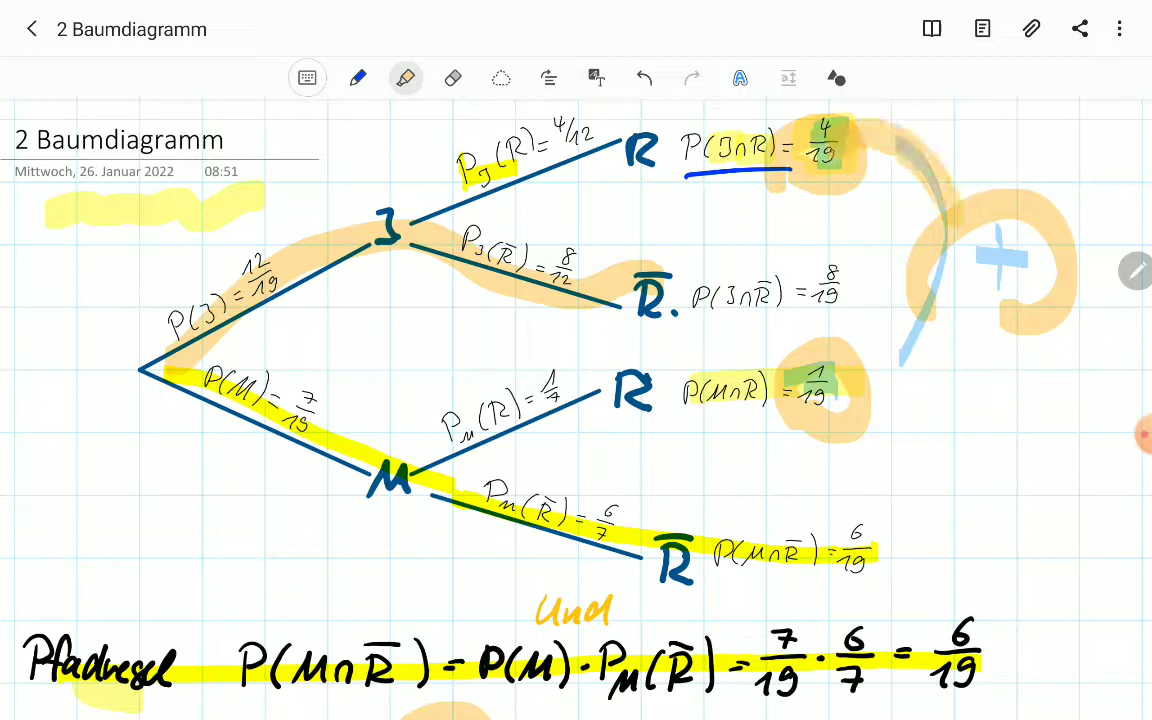 2 Baumdiagramm
2 Baumdiagramm
Mittwoch, 26. Januar 2022 08:51
P_J(R) = 4/12
R P(J∩R) = 4/19
J
P(J) = 12/19
P_J(R̅) = 8/12
R̅. P(J∩R̅) = 8/19
P(M) = 7/19
P_M(R) = 1/7
R P(M∩R) = 1/19
+
M
P_M(R̅) = 6/7
R̅ P(M∩R̅) = 6/19
Und
Pfadregel P(M∩R̅) = P(M) · P_M(R̅) = 7/19 · 6/7 = 6/19